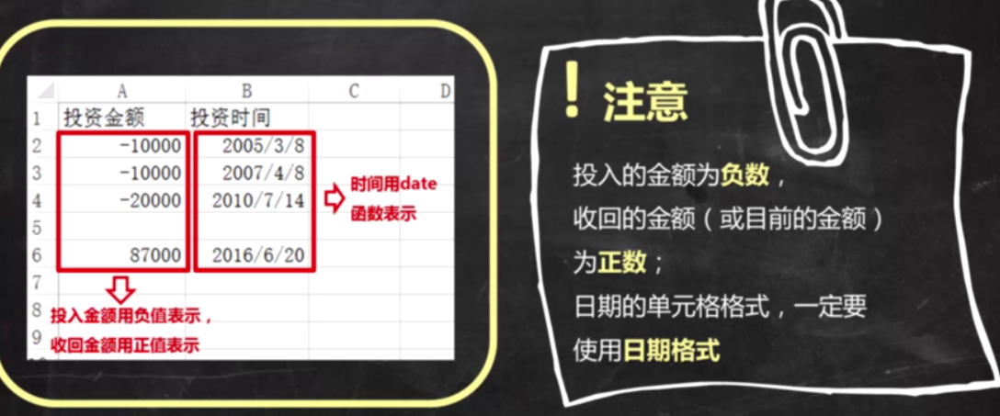 A B C D
1 投资金额 投资时间
2 -10000 2005/3/8
3 -10000 2007/4/8
4 -20000 2010/7/14
5
6 87000 2016/6/20
7
8
9
时间用date
函数表示
投入金额用负值表示，
收回金额用正值表示
! 注意
投入的金额为负数，
收回的金额（或目前的金额）
为正数；
日期的单元格格式，一定要
使用日期格式